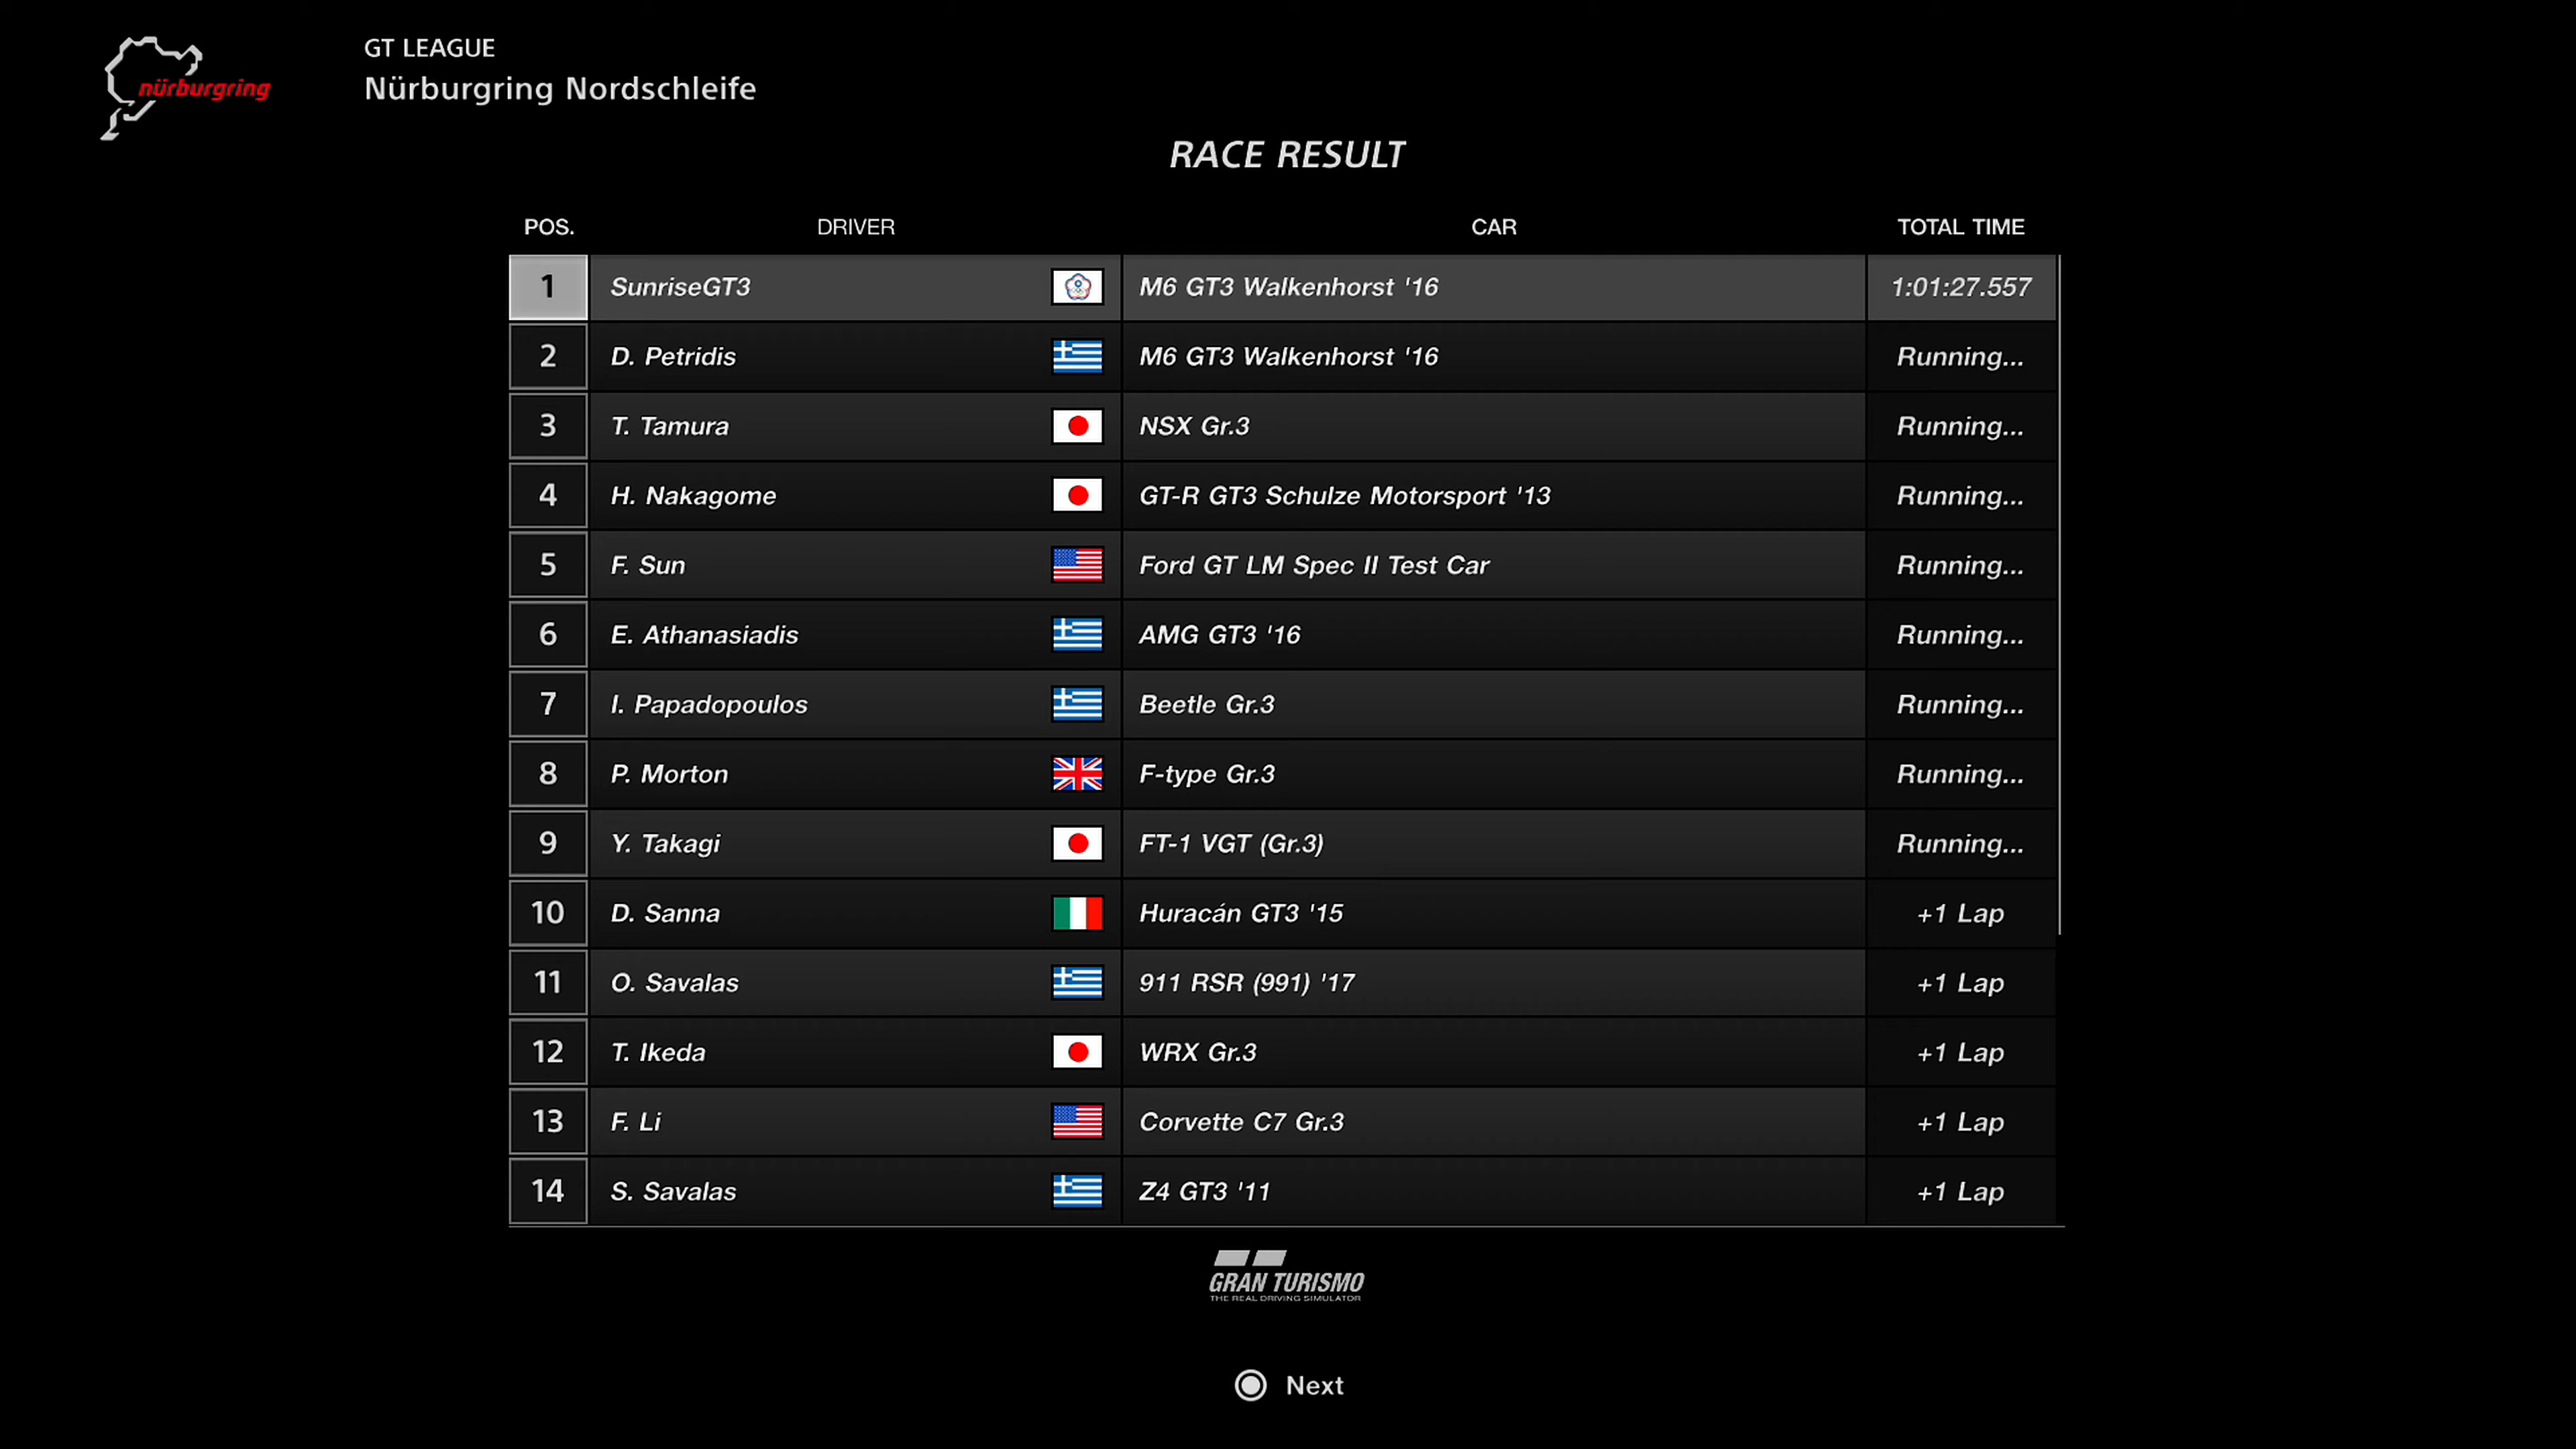 nürburgring
GT LEAGUE
Nürburgring Nordschleife
RACE RESULT
POS. DRIVER CAR TOTAL TIME
1 SunriseGT3 M6 GT3 Walkenhorst '16 1:01:27.557
2 D. Petridis M6 GT3 Walkenhorst '16 Running...
3 T. Tamura NSX Gr.3 Running...
4 H. Nakagome GT-R GT3 Schulze Motorsport '13 Running...
5 F. Sun Ford GT LM Spec II Test Car Running...
6 E. Athanasiadis AMG GT3 '16 Running...
7 I. Papadopoulos Beetle Gr.3 Running...
8 P. Morton F-type Gr.3 Running...
9 Y. Takagi FT-1 VGT (Gr.3) Running...
10 D. Sanna Huracán GT3 '15 +1 Lap
11 O. Savalas 911 RSR (991) '17 +1 Lap
12 T. Ikeda WRX Gr.3 +1 Lap
13 F. Li Corvette C7 Gr.3 +1 Lap
14 S. Savalas Z4 GT3 '11 +1 Lap
GRAN TURISMO
THE REAL DRIVING SIMULATOR
Next